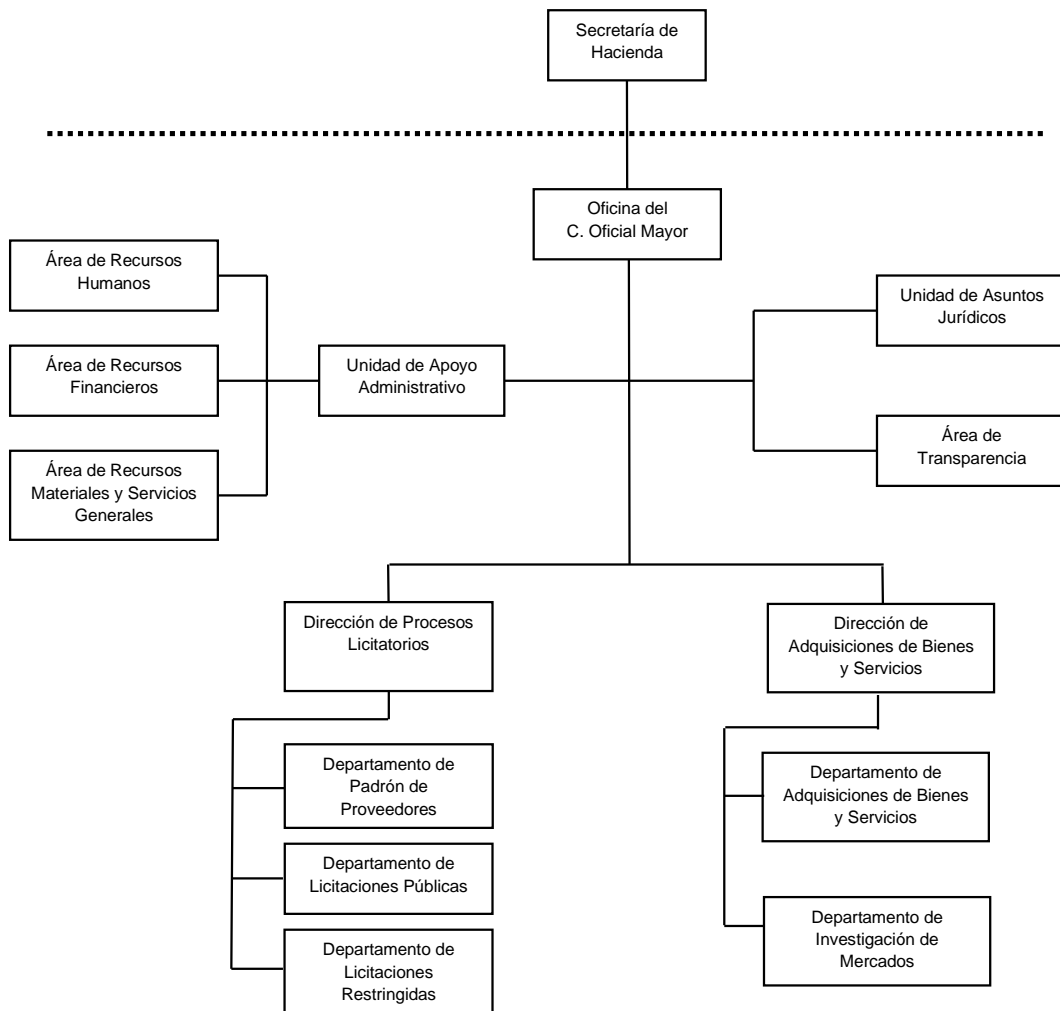 Secretaría de
Hacienda
Oficina del
C. Oficial Mayor
Área de Recursos
Humanos
Unidad de Asuntos
Jurídicos
Área de Recursos
Financieros
Unidad de Apoyo
Administrativo
Área de
Transparencia
Área de Recursos
Materiales y Servicios
Generales
Dirección de Procesos
Licitatorios
Dirección de
Adquisiciones de Bienes
y Servicios
Departamento de
Padrón de
Proveedores
Departamento de
Adquisiciones de Bienes
y Servicios
Departamento de
Licitaciones Públicas
Departamento de
Investigación de
Mercados
Departamento de
Licitaciones
Restringidas